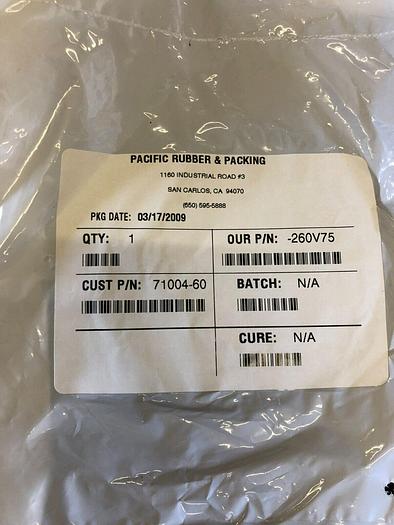 PACIFIC RUBBER & PACKING
1160 INDUSTRIAL ROAD #3
SAN CARLOS, CA 94070
(650) 595-5888
PKG DATE: 03/17/2009
QTY: 1
OUR P/N: -260V75
CUST P/N: 71004-60
BATCH: N/A
CURE: N/A